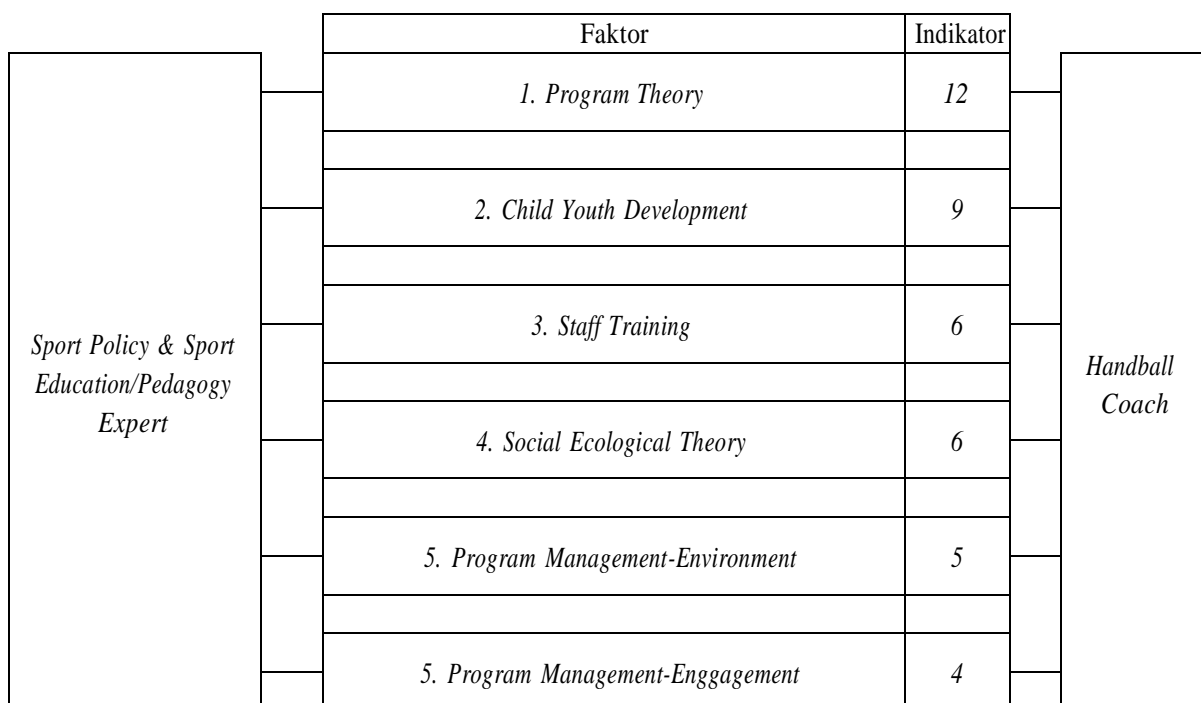 Faktor Indikator
1. Program Theory 12
2. Child Youth Development 9
3. Staff Training 6
Sport Policy & Sport
Education/Pedagogy
Expert
Handball
Coach
4. Social Ecological Theory 6
5. Program Management-Environment 5
5. Program Management-Enggagement 4